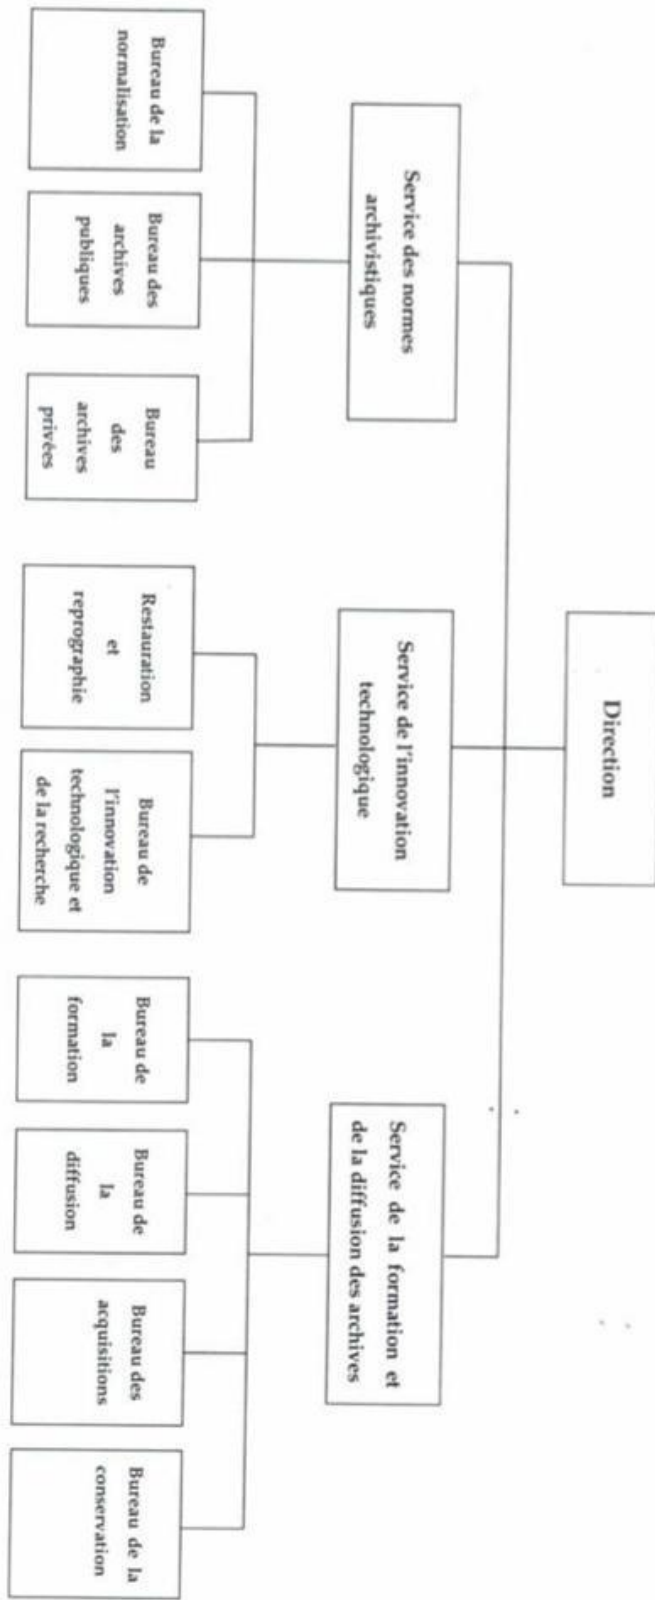 Direction
Service des normes
archivistiques
Service de l'innovation
technologique
Service de la formation et
de la diffusion des archives
Bureau de la
normalisation
Bureau des
archives
publiques
Bureau
des
archives
privées
Restauration
et
reprographie
Bureau de
l'innovation
technologique et
de la recherche
Bureau de
la
formation
Bureau de
la
diffusion
Bureau des
acquisitions
Bureau de la
conservation